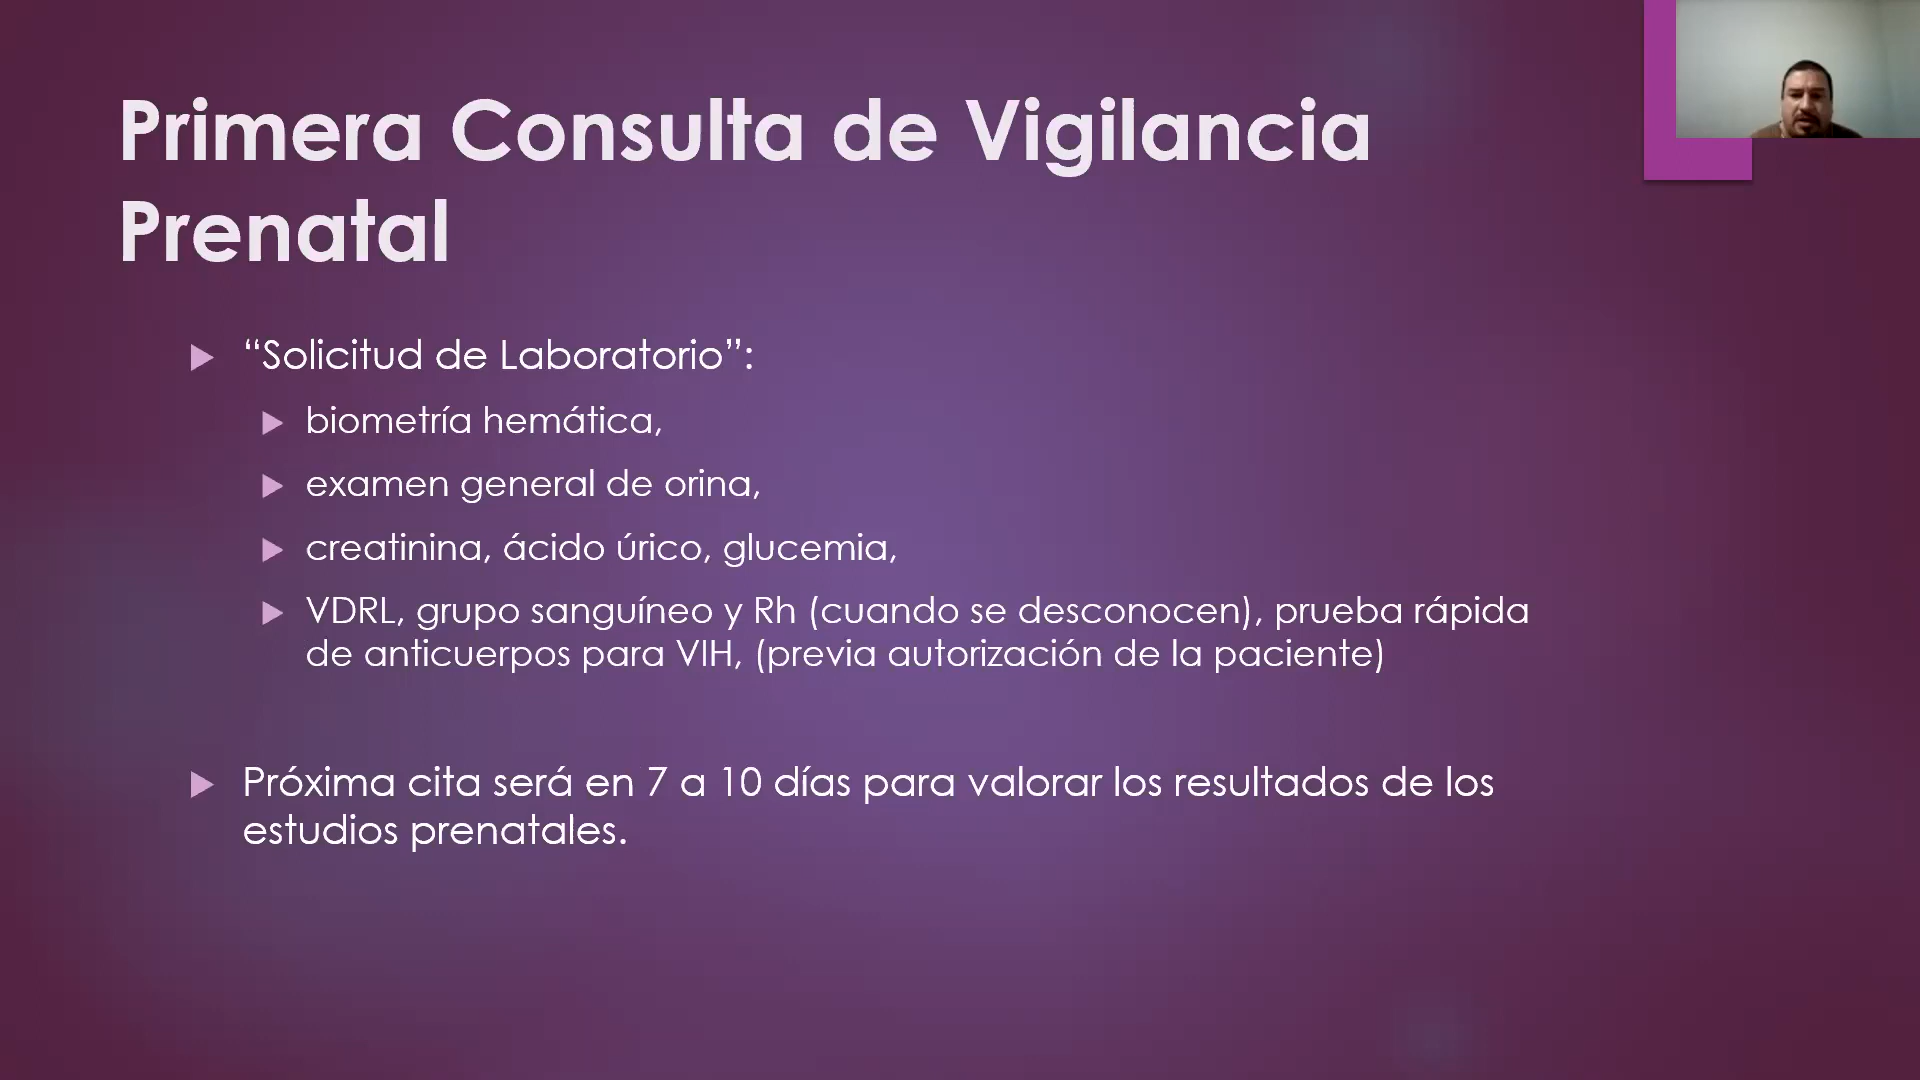 Primera Consulta de Vigilancia
Prenatal
“Solicitud de Laboratorio”:
biometría hemática,
examen general de orina,
creatinina, ácido úrico, glucemia,
VDRL, grupo sanguíneo y Rh (cuando se desconocen), prueba rápida
de anticuerpos para VIH, (previa autorización de la paciente)
Próxima cita será en 7 a 10 días para valorar los resultados de los
estudios prenatales.